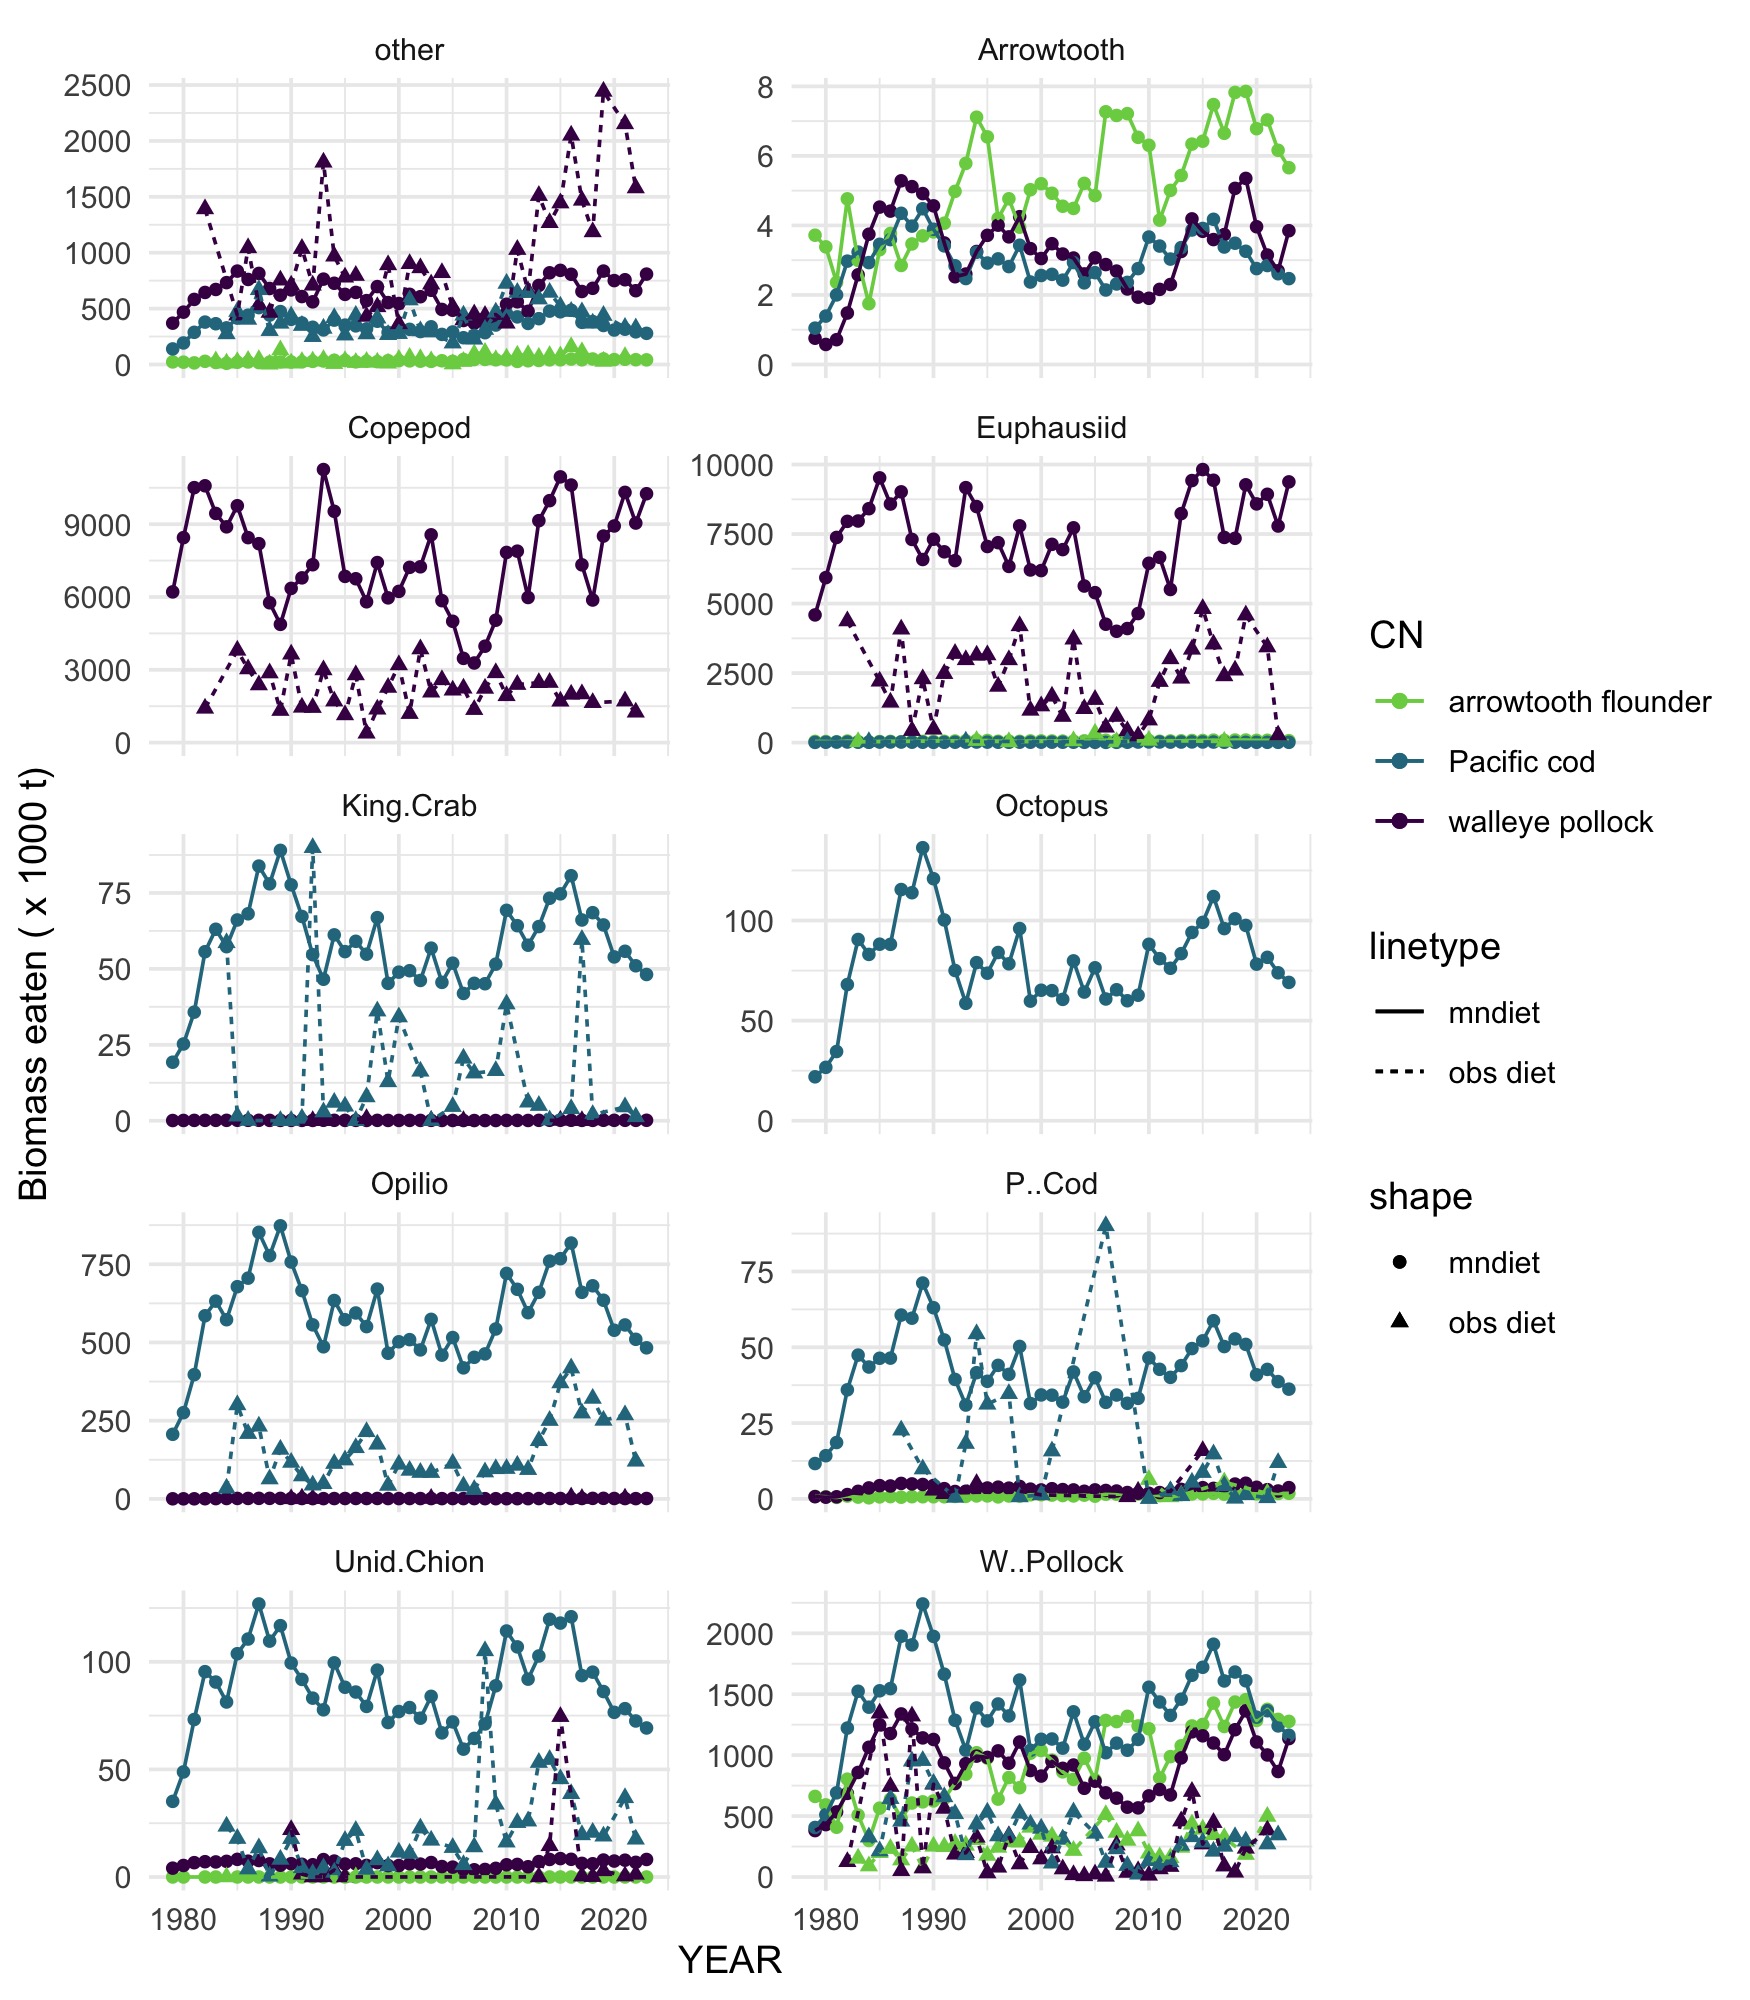 other
Arrowtooth
2500
2000
1500
1000
500
0
8
6
4
2
0
Copepod
Euphausiid
9000
6000
3000
0
10000
7500
5000
2500
0
King.Crab
Octopus
75
50
25
0
100
50
0
Opilio
P..Cod
750
500
250
0
75
50
25
0
Unid.Chion
W..Pollock
100
50
0
2000
1500
1000
500
0
1980 1990 2000 2010 2020
1980 1990 2000 2010 2020
YEAR
Biomass eaten ( x 1000 t)
CN
arrowtooth flounder
Pacific cod
walleye pollock
linetype
mndiet
obs diet
shape
mndiet
obs diet